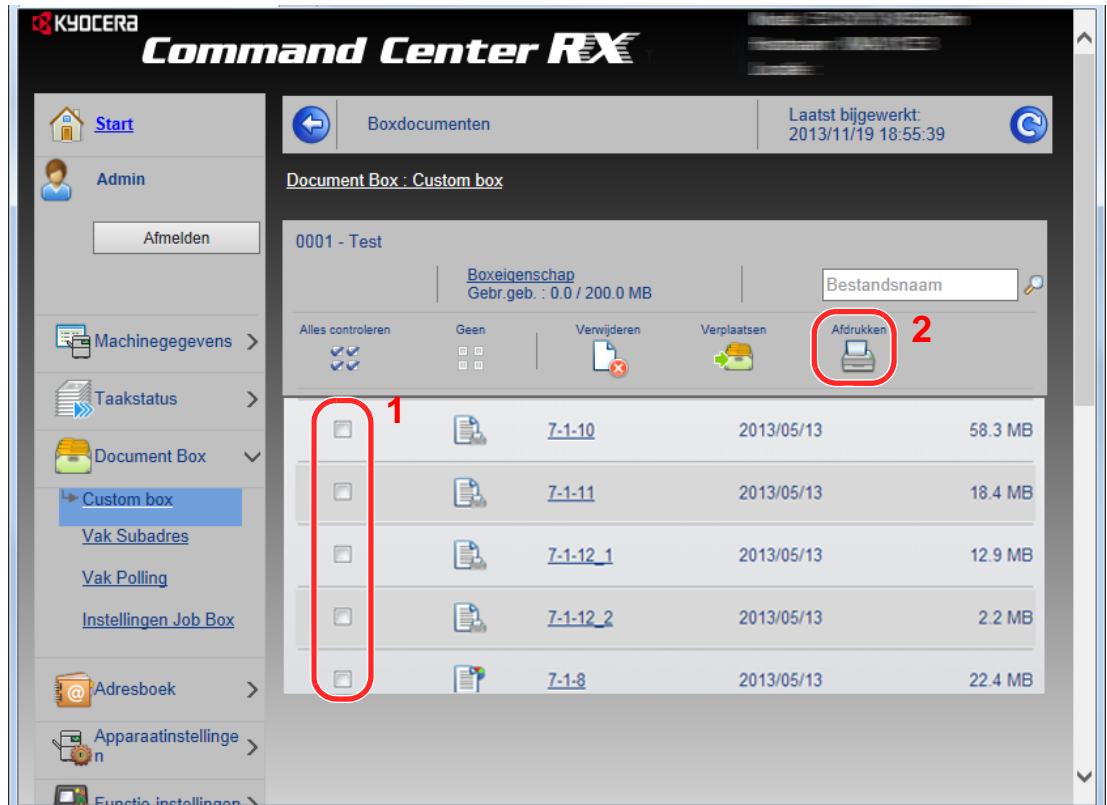 KYOCERA
Command Center RX
Start
Boxdocumenten
Laatst bijgewerkt:
2013/11/19 18:55:39
Admin
Document Box : Custom box
Afmelden
0001 - Test
Boxeigenschap
Gebr.geb. : 0.0 / 200.0 MB
Bestandsnaam
Alles controleren
Geen
Verwijderen
Verplaatsen
Afdrukken
2
Machinegegevens
Taakstatus
1
7-1-10 2013/05/13 58.3 MB
Document Box
Custom box
7-1-11 2013/05/13 18.4 MB
Vak Subadres
7-1-12_1 2013/05/13 12.9 MB
Vak Polling
Instellingen Job Box
7-1-12_2 2013/05/13 2.2 MB
Adresboek
7-1-8 2013/05/13 22.4 MB
Apparaatinstellinge
n
Functie-instellingen